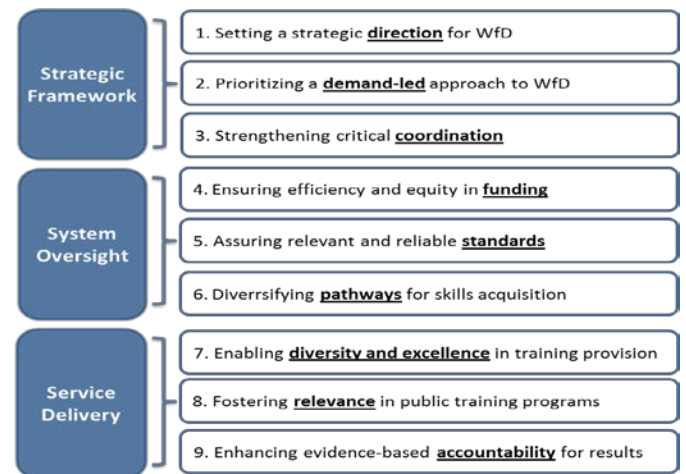 Strategic
Framework
1. Setting a strategic direction for WfD
2. Prioritizing a demand-led approach to WfD
3. Strengthening critical coordination
System
Oversight
4. Ensuring efficiency and equity in funding
5. Assuring relevant and reliable standards
6. Diverrsifying pathways for skills acquisition
Service
Delivery
7. Enabling diversity and excellence in training provision
8. Fostering relevance in public training programs
9. Enhancing evidence-based accountability for results